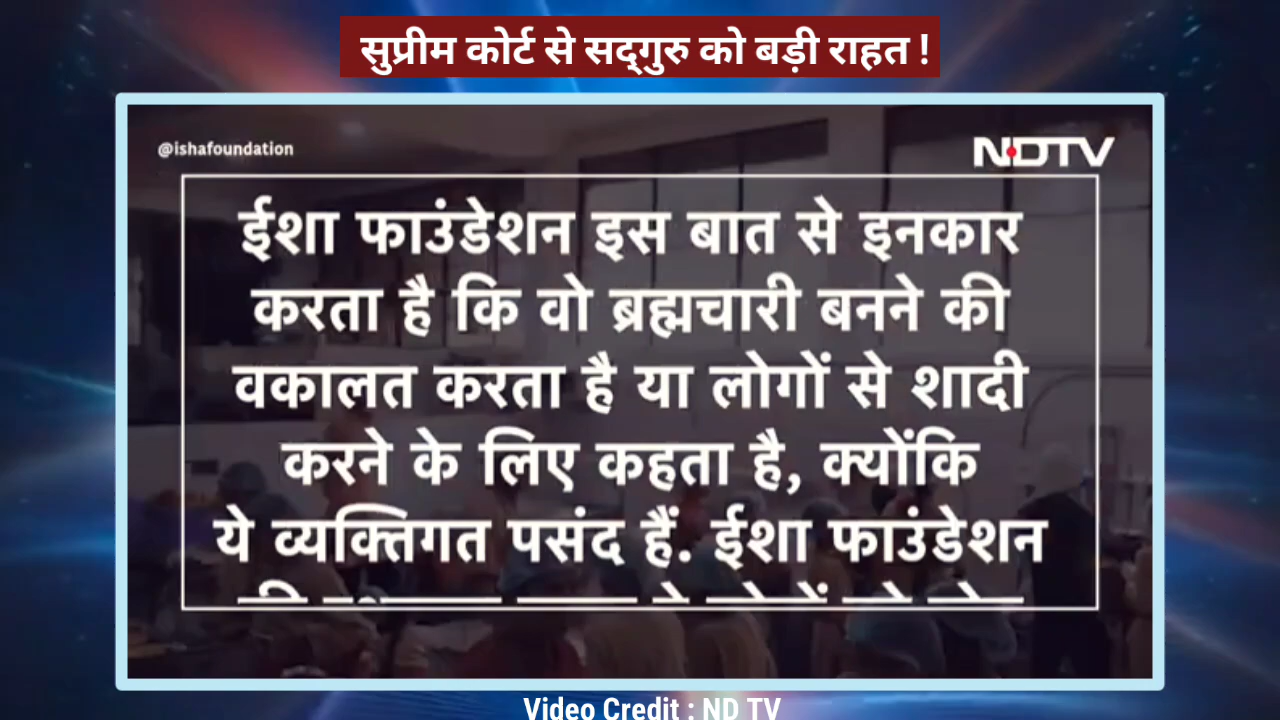 सुप्रीम कोर्ट से सद्गुरु को बड़ी राहत !
@ishafoundation
NDTV
ईशा फाउंडेशन इस बात से इनकार
करता है कि वो ब्रह्मचारी बनने की
वकालत करता है या लोगों से शादी
करने के लिए कहता है, क्योंकि
ये व्यक्तिगत पसंद हैं. ईशा फाउंडेशन
Video Credit : ND TV